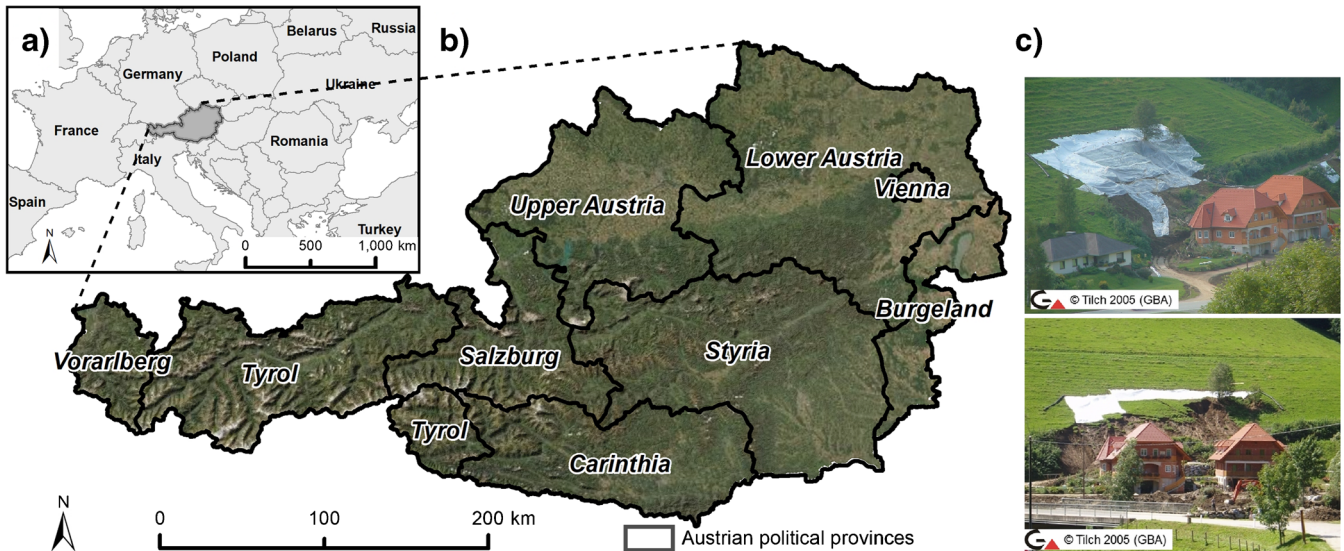 a)
Belarus
Russia
Poland
Germany
Ukraine
France
Romania
Italy
Spain
Turkey
N
0 500 1,000 km
b)
Lower Austria
Vienna
Upper Austria
Burgeland
Vorarlberg
Tyrol
Salzburg
Styria
Tyrol
Carinthia
N
0 100 200 km
Austrian political provinces
c)
G © Tilch 2005 (GBA)
G © Tilch 2005 (GBA)